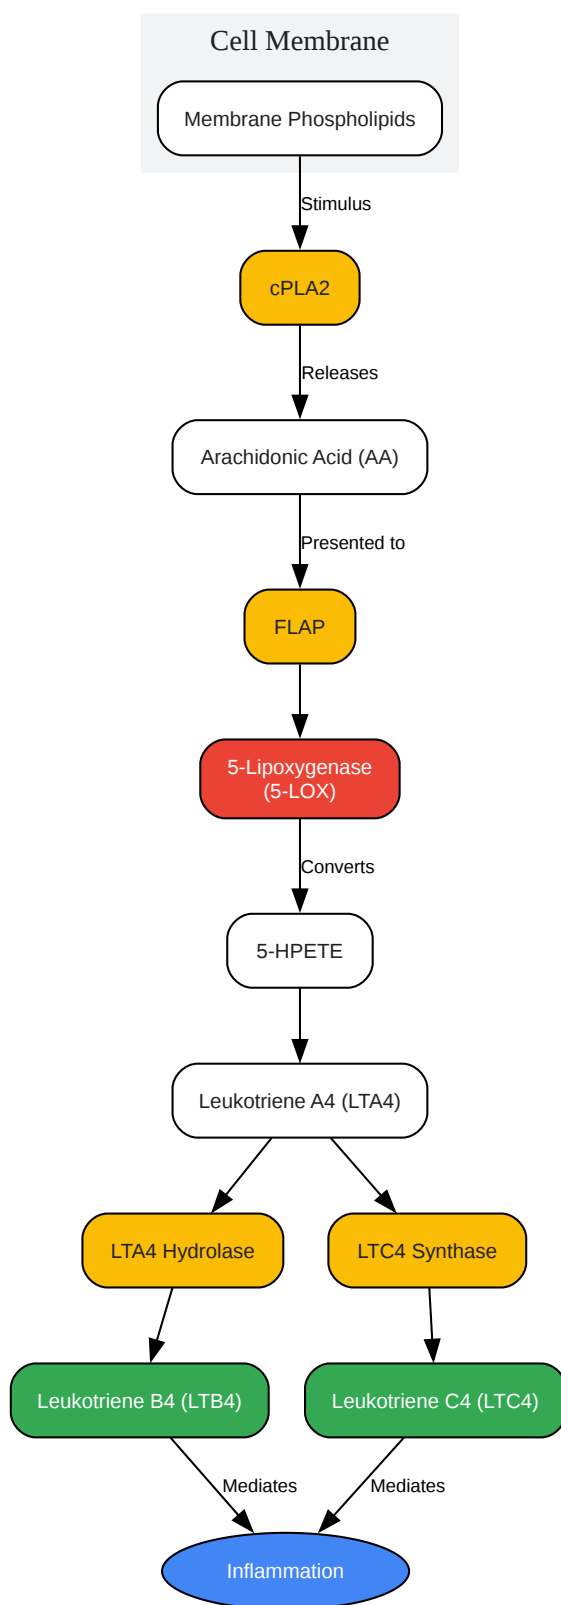 Cell Membrane
Membrane Phospholipids
Stimulus
cPLA2
Releases
Arachidonic Acid (AA)
Presented to
FLAP
5-Lipoxygenase
(5-LOX)
Converts
5-HPETE
Leukotriene A4 (LTA4)
LTA4 Hydrolase
LTC4 Synthase
Leukotriene B4 (LTB4)
Leukotriene C4 (LTC4)
Mediates
Mediates
Inflammation